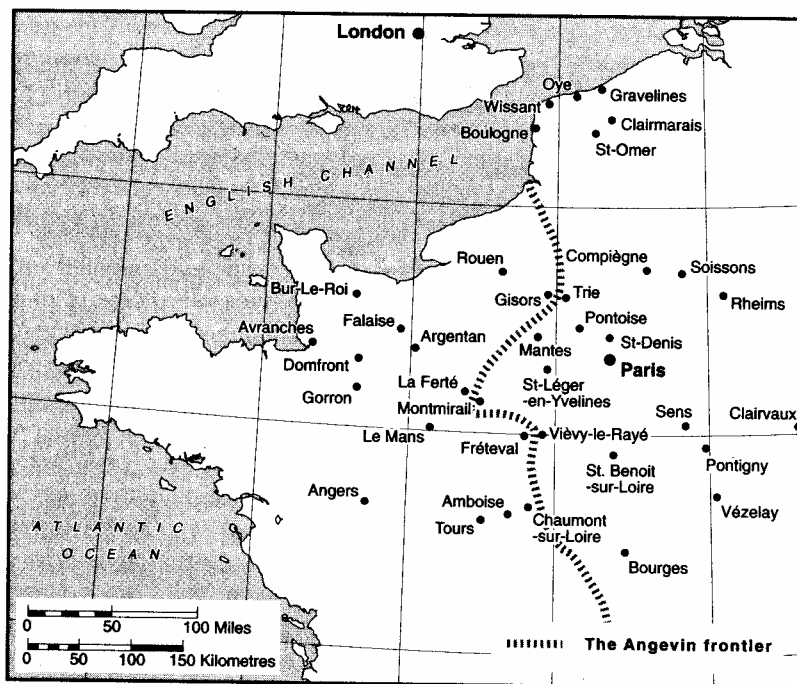 London
Oye
Gravelines
Wissant
Clairmarais
Boulogne
St-Omer
ENGLISH CHANNEL
Rouen
Compiègne
Soissons
Bur-Le-Roi
Gisors
Trie
Rheims
Avranches
Falaise
Argentan
Pontoise
St-Denis
Mantes
Paris
Domfront
La Ferté
St-Léger
-en-Yvelines
Gorron
Montmirail
Sens
Clairvaux
Le Mans
Vièvy-le-Rayé
Fréteval
St. Benoit
-sur-Loire
Pontigny
Angers
Amboise
Vézelay
Tours
Chaumont
-sur-Loire
ATLANTIC
OCEAN
Bourges
0 50 100 Miles
0 50 100 150 Kilometres
The Angevin frontier